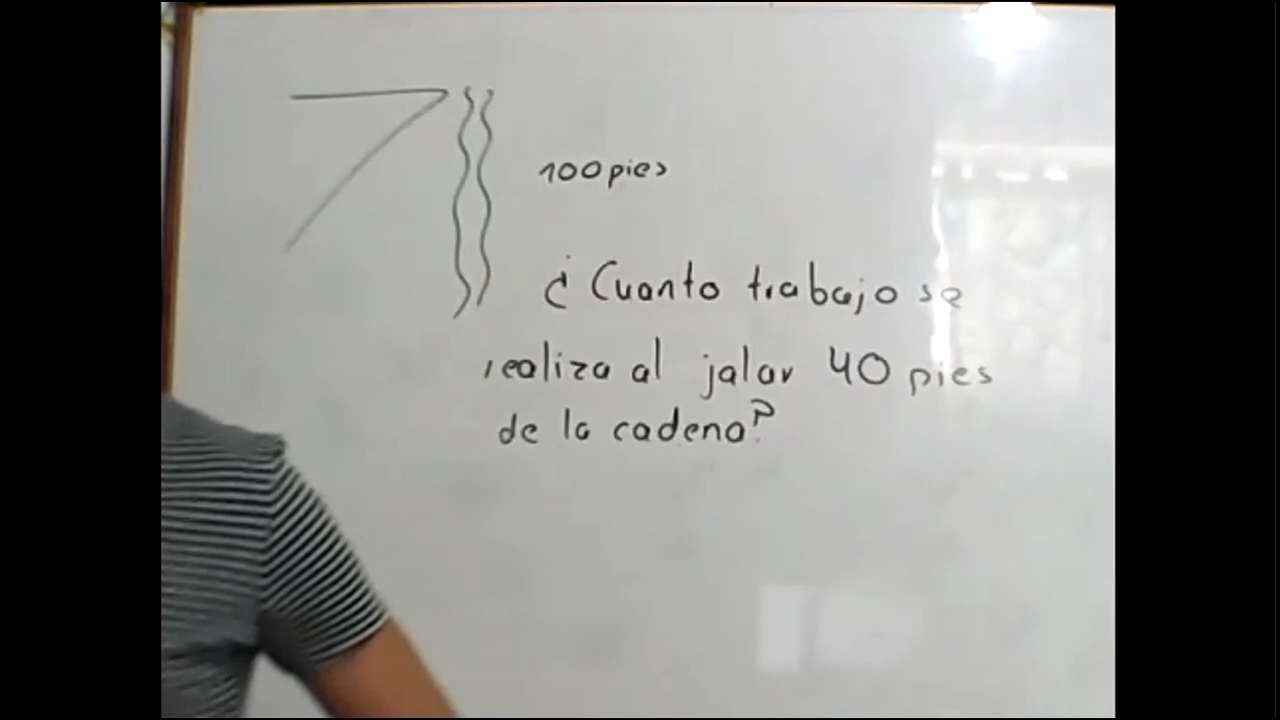 100 pies
¿Cuanto trabajo se
realiza al jalar 40 pies
de la cadena?